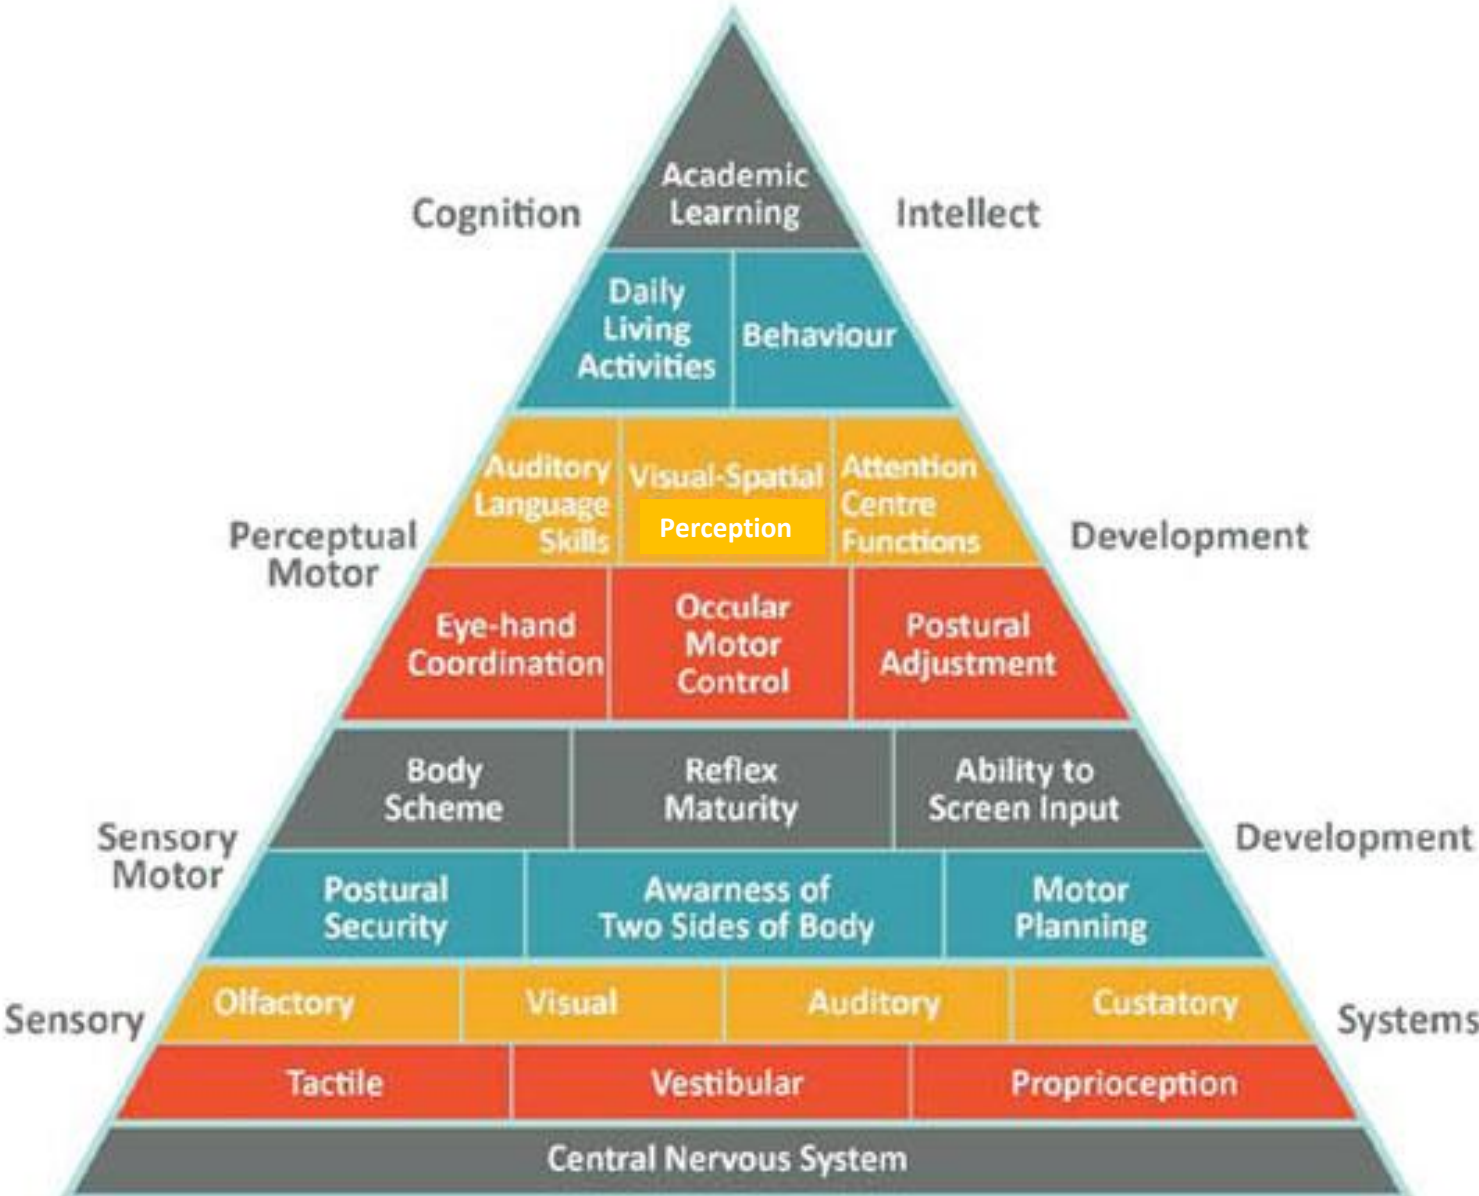 Academic
Learning
Cognition
Intellect
Daily
Living
Activities
Behaviour
Auditory
Language
Skills
Visual-Spatial
Perception
Attention
Centre
Functions
Perceptual
Motor
Development
Eye-hand
Coordination
Occular
Motor
Control
Postural
Adjustment
Body
Scheme
Reflex
Maturity
Ability to
Screen Input
Sensory
Motor
Development
Postural
Security
Awarness of
Two Sides of Body
Motor
Planning
Sensory
Olfactory
Visual
Auditory
Custatory
Systems
Tactile
Vestibular
Proprioception
Central Nervous System